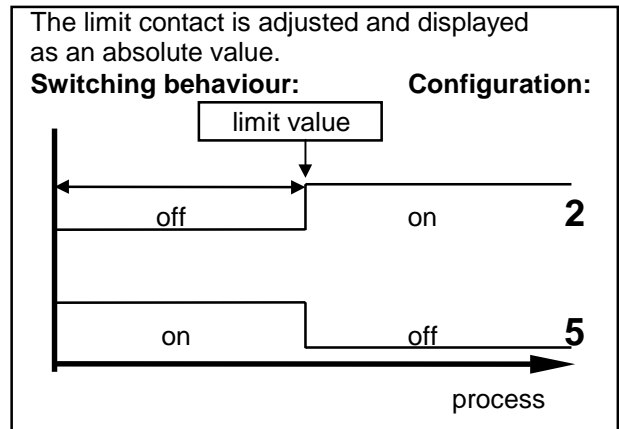 The limit contact is adjusted and displayed
as an absolute value.
Switching behaviour: Configuration:
limit value
off on 2
on off 5
process